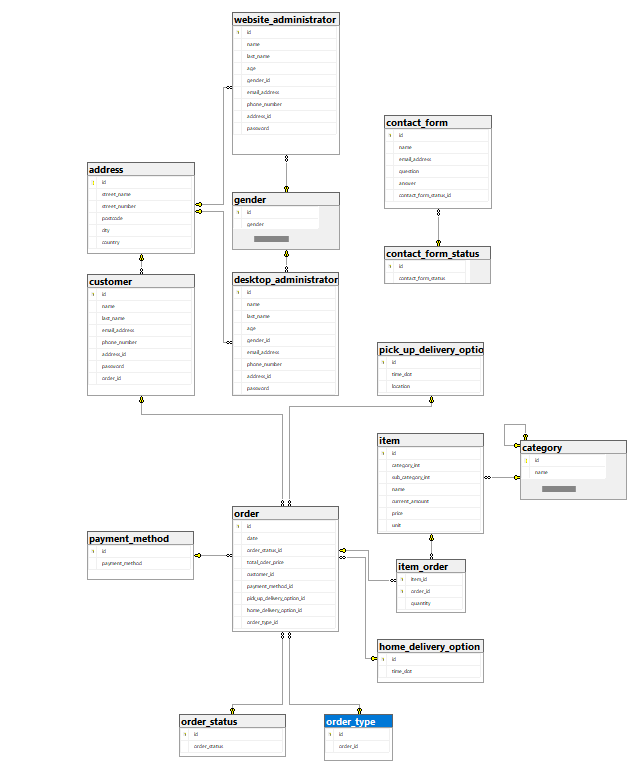 website_administrator
id
name
last_name
age
gender_id
email_address
phone_number
address_id
password
contact_form
id
name
email_address
question
answer
contact_form_status_id
address
id
street_name
street_number
postcode
city
country
gender
id
gender
contact_form_status
id
contact_form_status
customer
id
name
last_name
email_address
phone_number
address_id
password
order_id
desktop_administrator
id
name
last_name
age
gender_id
email_address
phone_number
address_id
password
pick_up_delivery_optio
id
time_dot
location
item
id
category_int
sub_category_int
name
current_amount
price
unit
category
id
name
order
id
date
order_status_id
total_oder_price
customer_id
payment_method_id
pick_up_delivery_option_id
home_delivery_option_id
order_type_id
payment_method
id
payment_method
item_order
item_id
order_id
quantity
home_delivery_option
id
time_dot
order_status
id
order_status
order_type
id
order_id